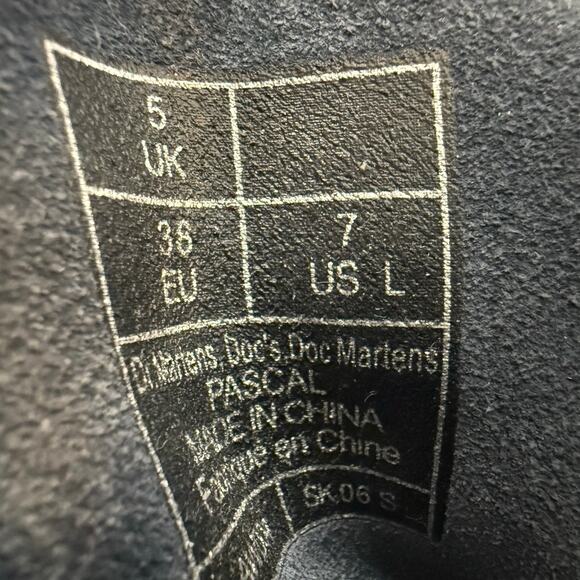 5
UK
38
EU
7
US L
Dr.Martens.Doc's.Doc Martens
PASCAL
MADE IN CHINA
Fabriqué en Chine
SK 06 S